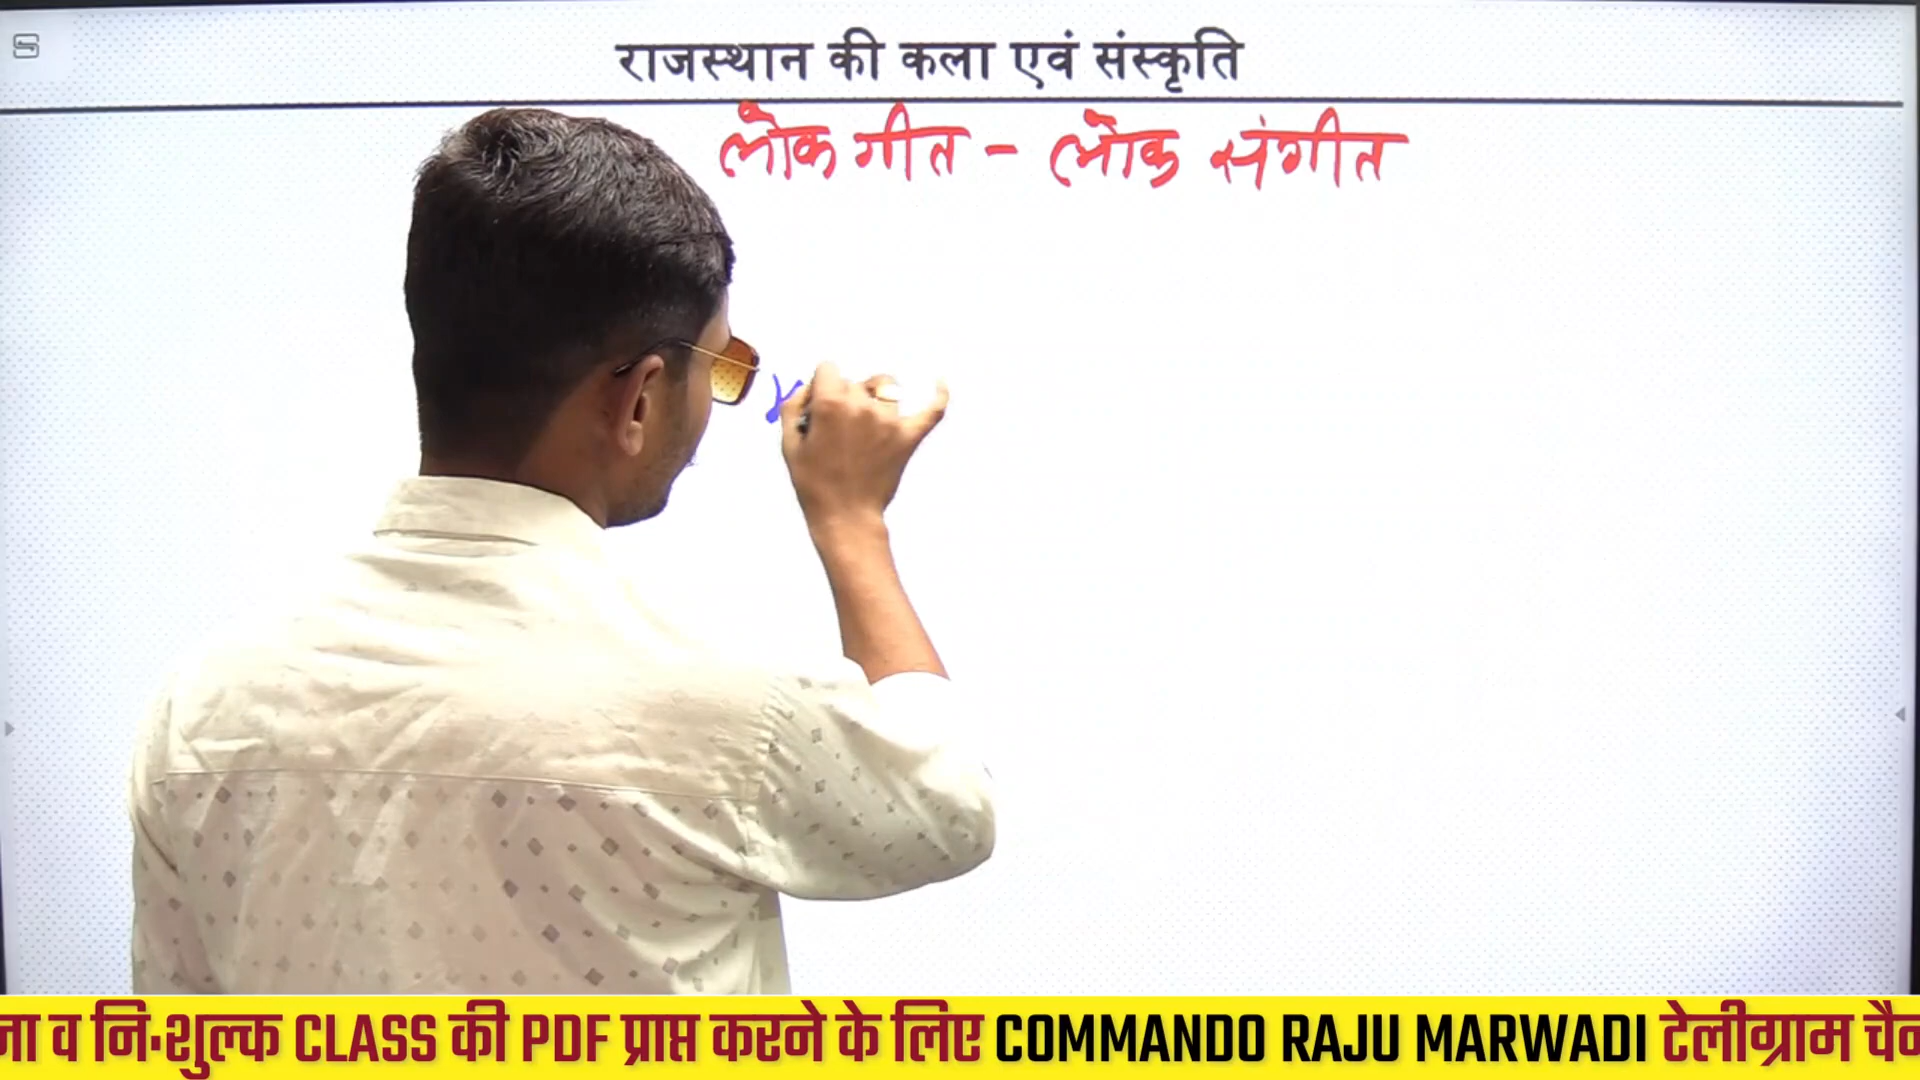 राजस्थान की कला एवं संस्कृति
लोक गीत - लोक संगीत
ना व नि:शुल्क CLASS की PDF प्राप्त करने के लिए COMMANDO RAJU MARWADI टेलीग्राम चैन